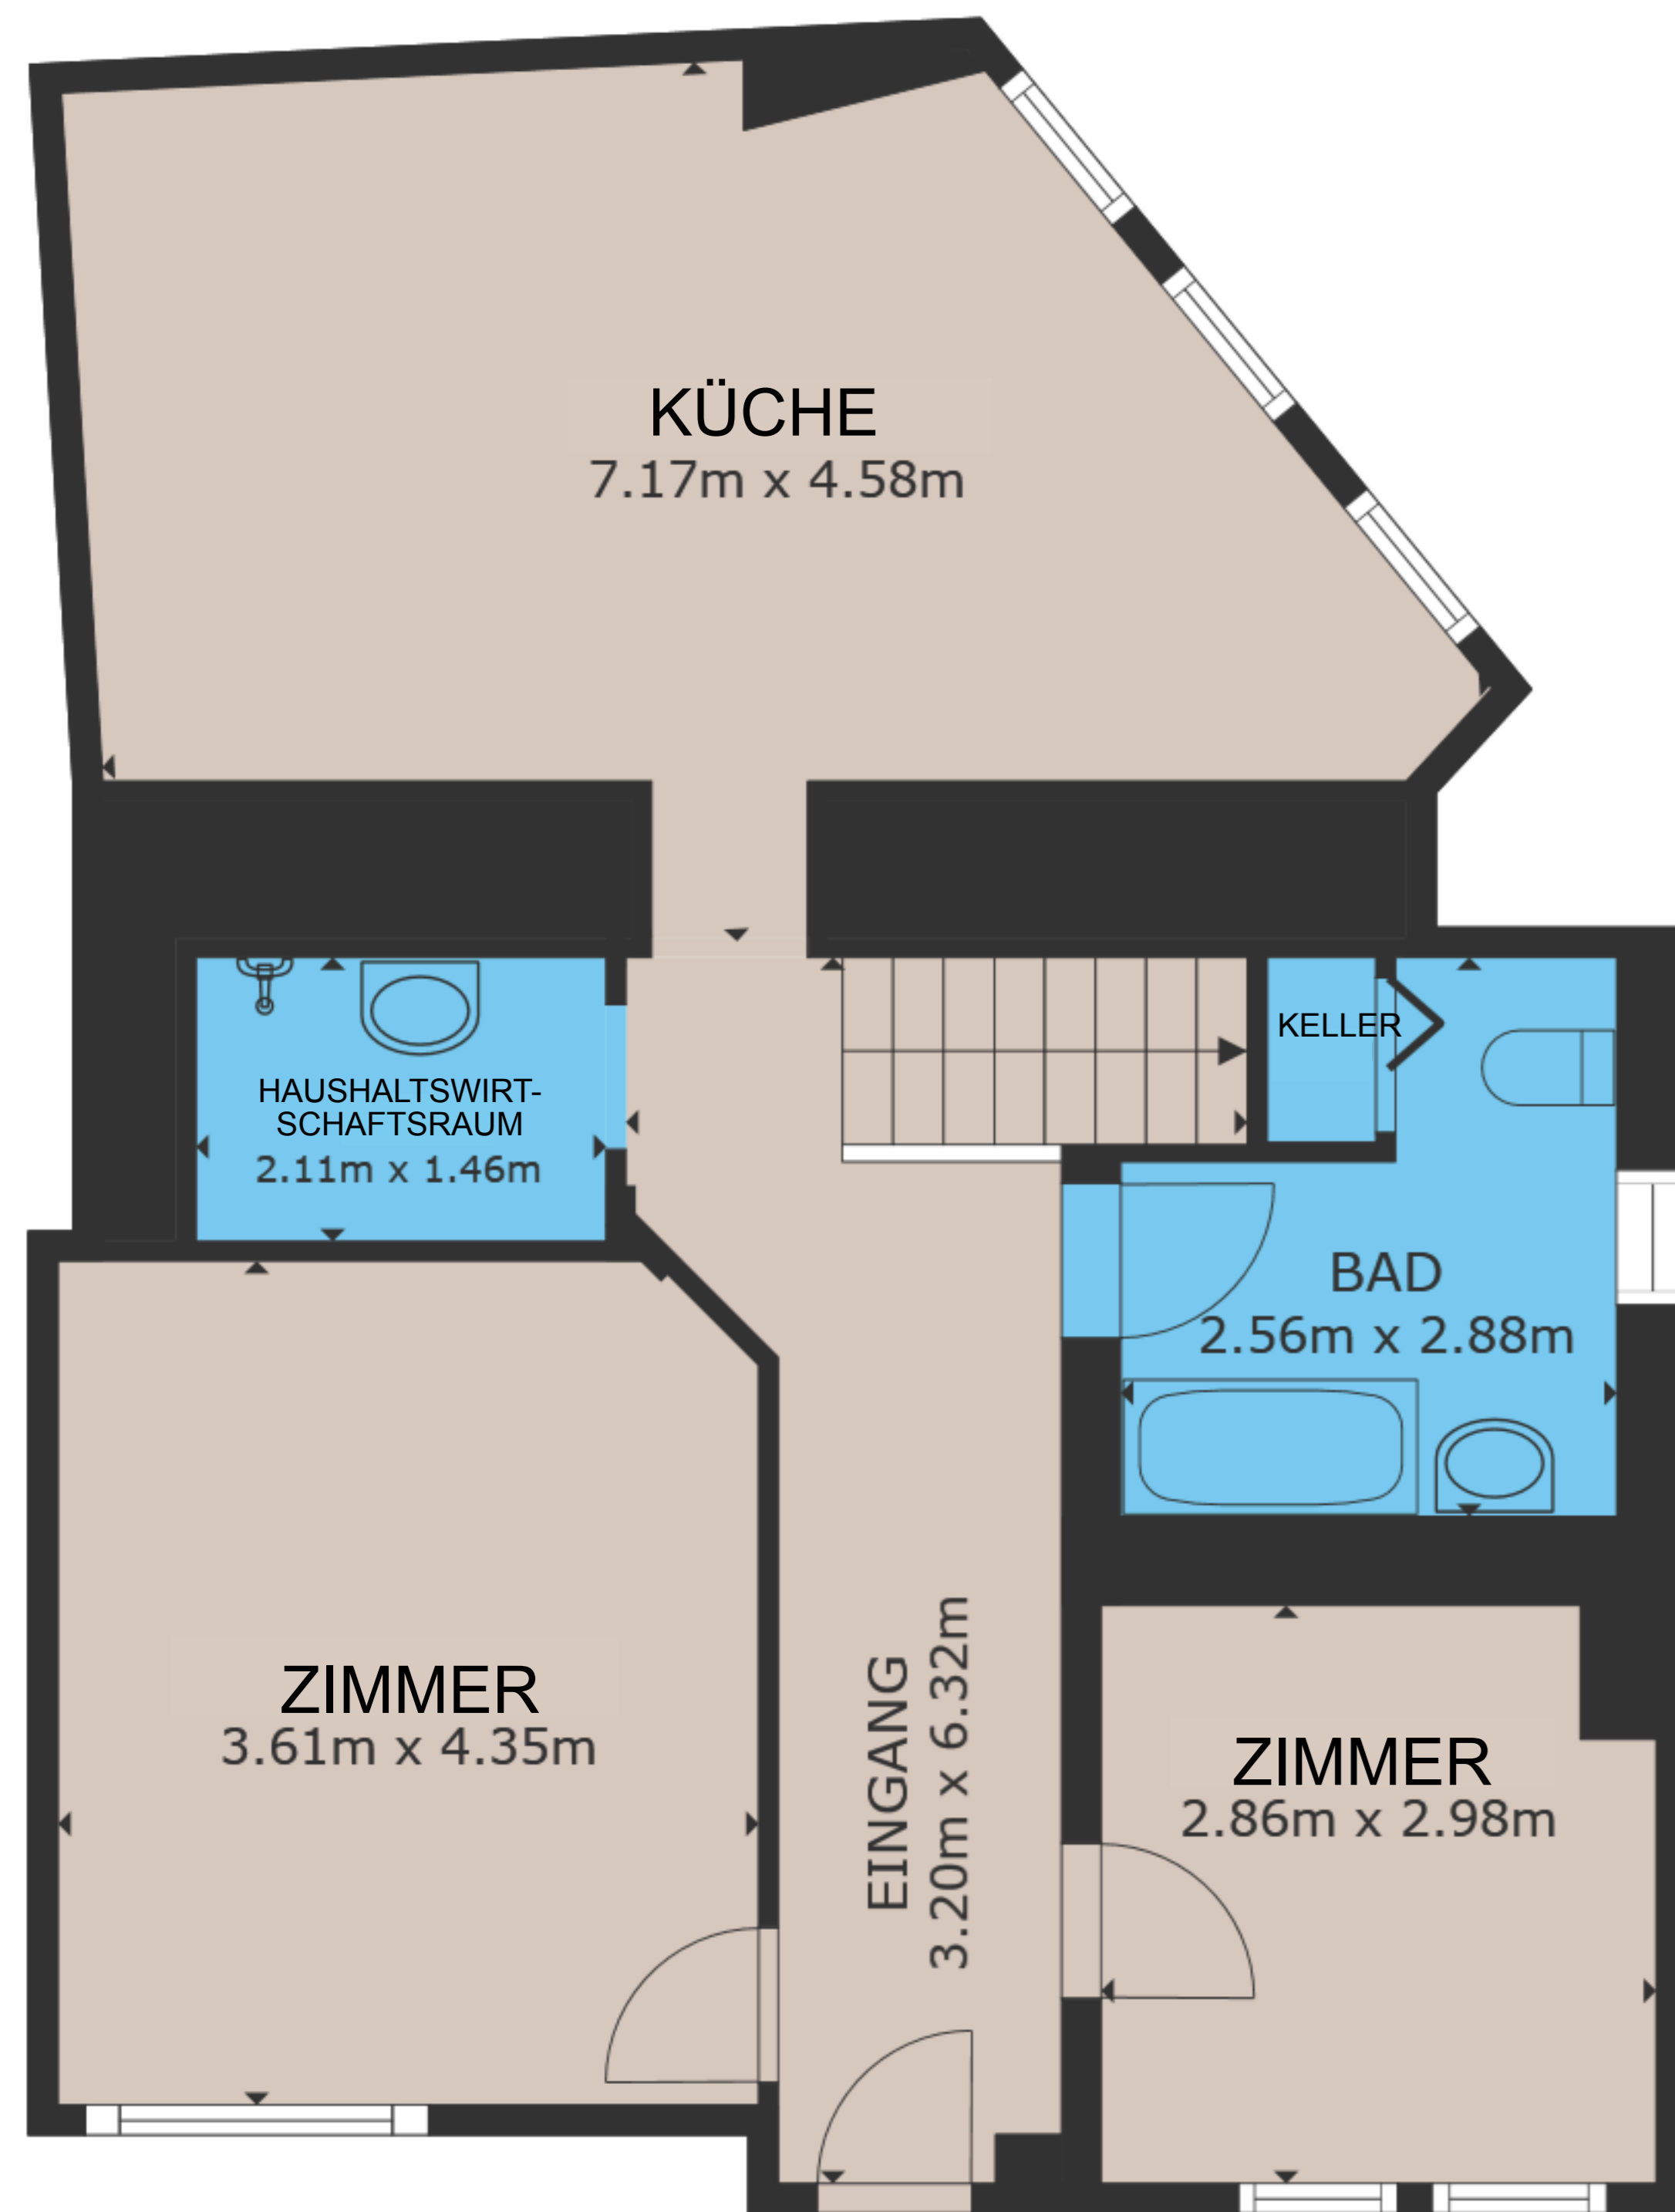 KÜCHE
7.17m x 4.58m
KELLER
HAUSHALTSWIRT-
SCHAFTSRAUM
2.11m x 1.46m
BAD
2.56m x 2.88m
ZIMMER
3.61m x 4.35m
EINGANG
3.20m x 6.32m
ZIMMER
2.86m x 2.98m